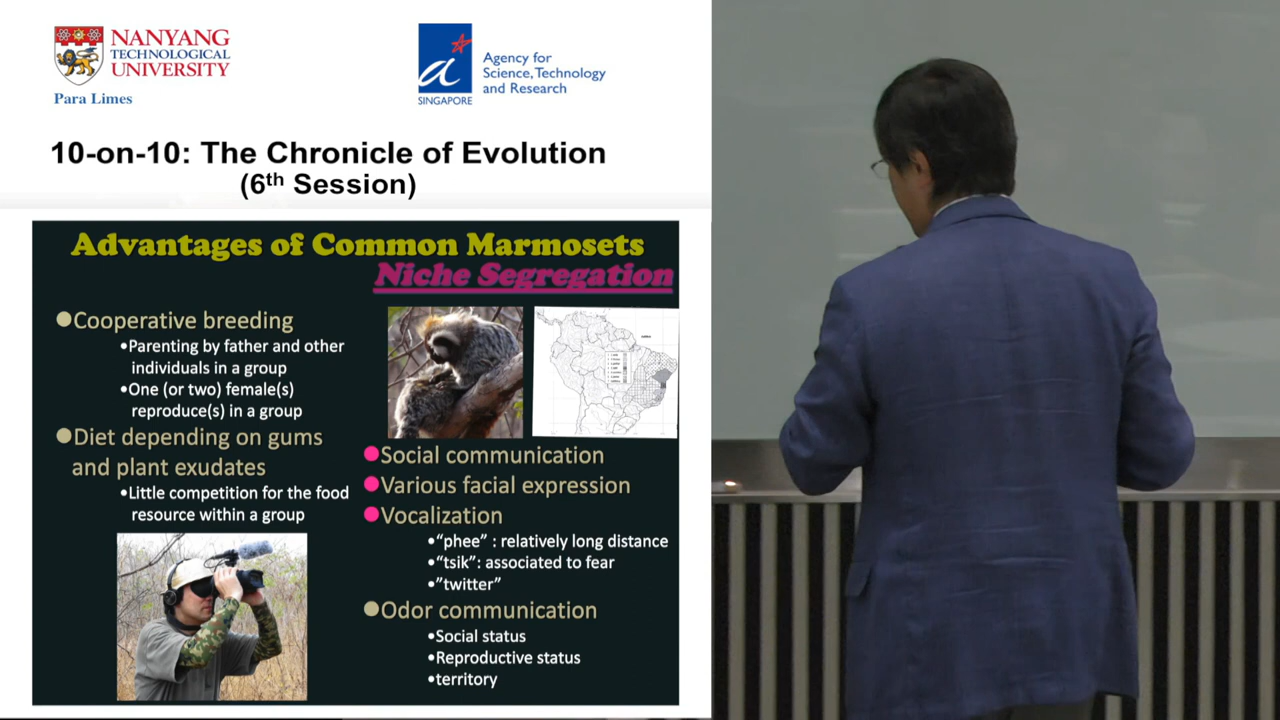 NANYANG
TECHNOLOGICAL
UNIVERSITY
Para Limes
Agency for
Science, Technology
and Research
SINGAPORE
10-on-10: The Chronicle of Evolution
(6th Session)
Advantages of Common Marmosets
Niche Segregation
Cooperative breeding
•Parenting by father and other
individuals in a group
•One (or two) female(s)
reproduce(s) in a group
Diet depending on gums
and plant exudates
•Little competition for the food
resource within a group
Social communication
Various facial expression
Vocalization
•“phee” : relatively long distance
•“tsik”: associated to fear
•”twitter”
Odor communication
•Social status
•Reproductive status
•territory